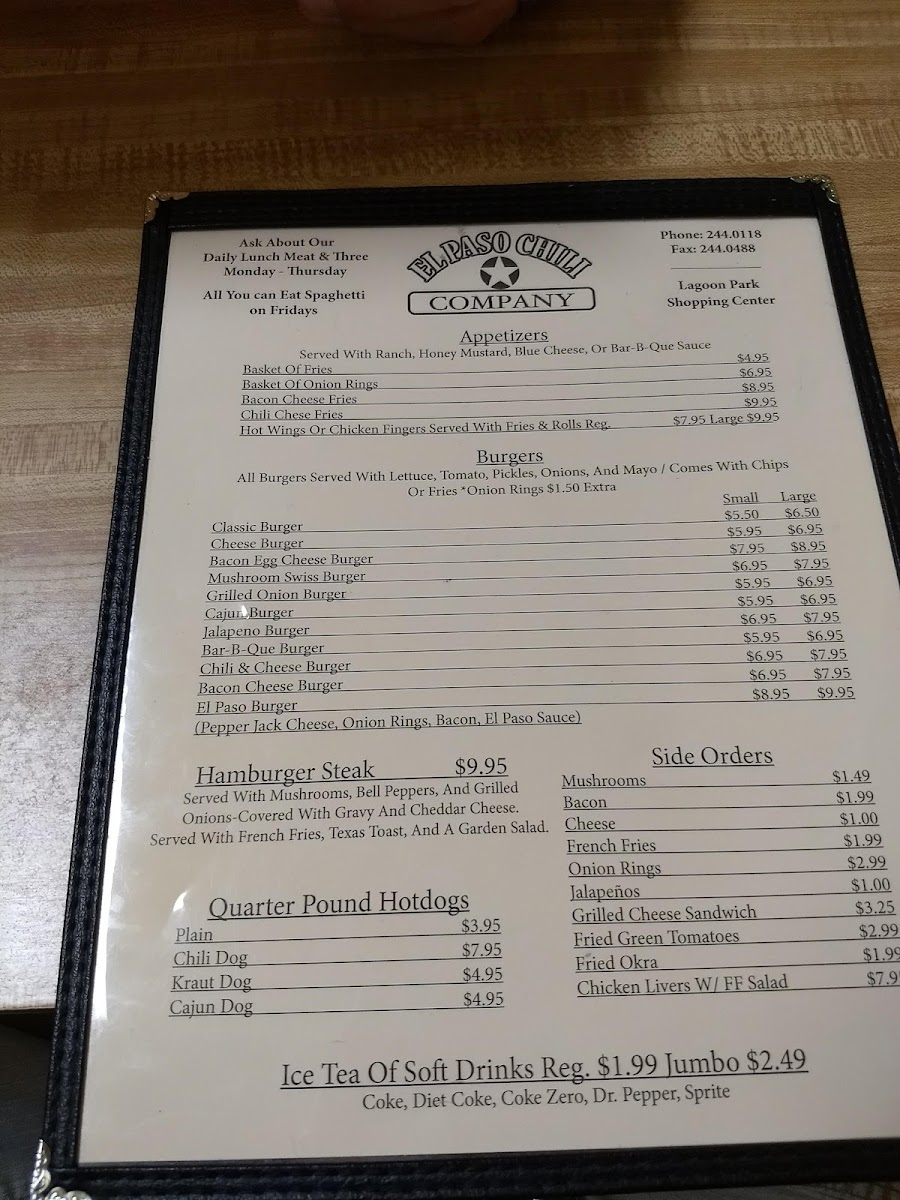 Ask About Our
Daily Lunch Meat & Three
Monday - Thursday
All You can Eat Spaghetti
on Fridays
EL PASO CHILI
COMPANY
Phone: 244.0118
Fax: 244.0488
Lagoon Park
Shopping Center
Appetizers
Served With Ranch, Honey Mustard, Blue Cheese, Or Bar-B-Que Sauce
Basket Of Fries $4.95
Basket Of Onion Rings $6.95
Bacon Cheese Fries $8.95
Chili Chese Fries $9.95
Hot Wings Or Chicken Fingers Served With Fries & Rolls Reg. $7.95 Large $9.95
Burgers
All Burgers Served With Lettuce, Tomato, Pickles, Onions, And Mayo / Comes With Chips
Or Fries *Onion Rings $1.50 Extra
Small Large
Classic Burger $5.50 $6.50
Cheese Burger $5.95 $6.95
Bacon Egg Cheese Burger $7.95 $8.95
Mushroom Swiss Burger $6.95 $7.95
Grilled Onion Burger $5.95 $6.95
Cajun Burger $5.95 $6.95
Jalapeno Burger $6.95 $7.95
Bar-B-Que Burger $5.95 $6.95
Chili & Cheese Burger $6.95 $7.95
Bacon Cheese Burger $6.95 $7.95
El Paso Burger $8.95 $9.95
(Pepper Jack Cheese, Onion Rings, Bacon, El Paso Sauce)
Hamburger Steak $9.95
Served With Mushrooms, Bell Peppers, And Grilled
Onions-Covered With Gravy And Cheddar Cheese.
Served With French Fries, Texas Toast, And A Garden Salad.
Quarter Pound Hotdogs
Plain $3.95
Chili Dog $7.95
Kraut Dog $4.95
Cajun Dog $4.95
Side Orders
Mushrooms $1.49
Bacon $1.99
Cheese $1.00
French Fries $1.99
Onion Rings $2.99
Jalapeños $1.00
Grilled Cheese Sandwich $3.25
Fried Green Tomatoes $2.99
Fried Okra $1.99
Chicken Livers W/ FF Salad $7.9
Ice Tea Of Soft Drinks Reg. $1.99 Jumbo $2.49
Coke, Diet Coke, Coke Zero, Dr. Pepper, Sprite